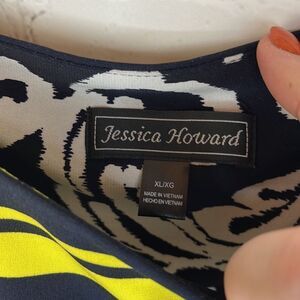 Jessica Howard
XL/XG
MADE IN VIETNAM
HECHO EN VIETNAM